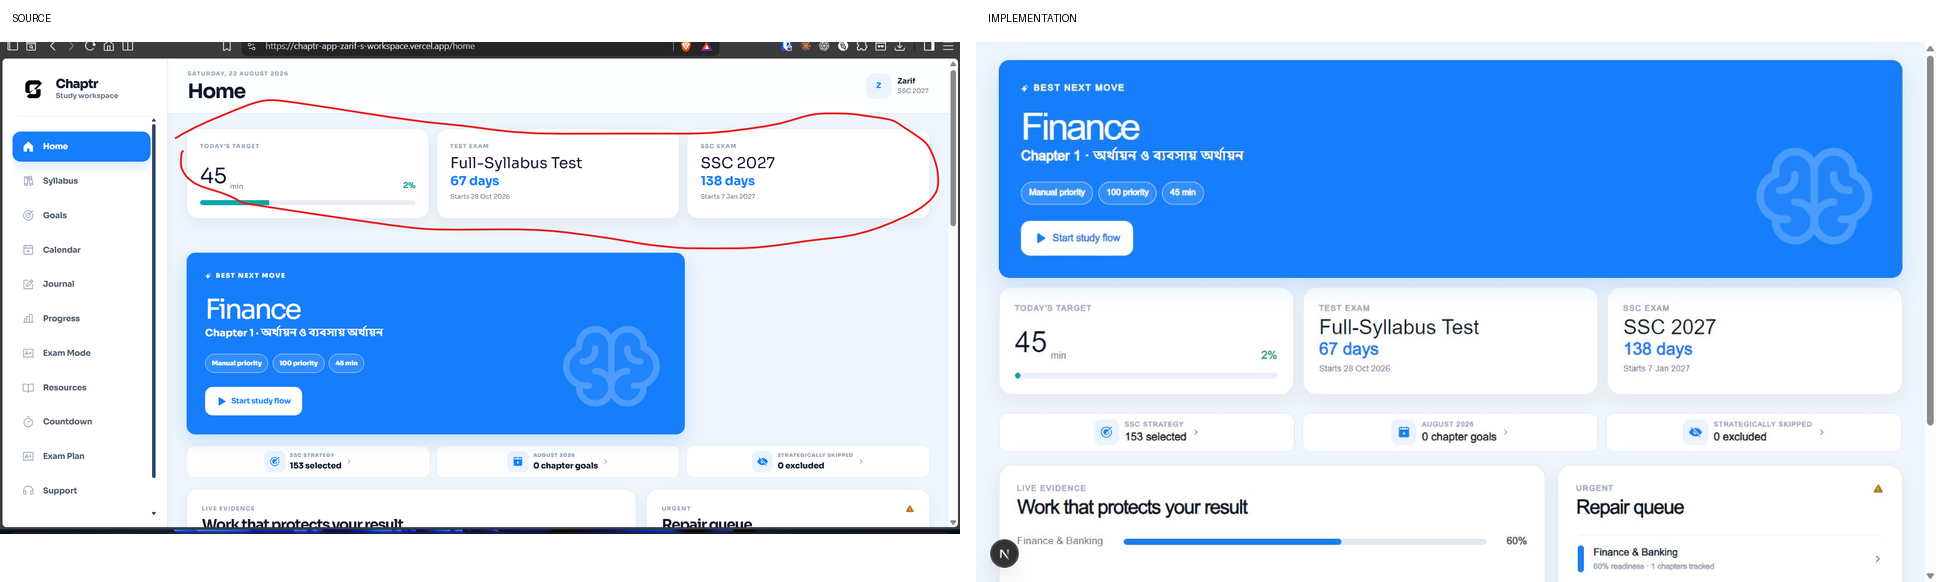 SOURCE
https://chaptr-app-zarif-s-workspace.vercel.app/home
Chaptr
Study workspace
Home
Syllabus
Goals
Calendar
Journal
Progress
Exam Mode
Resources
Countdown
Exam Plan
Support
SATURDAY, 22 AUGUST 2026
Home
Z
Zarif
SSC 2027
TODAY'S TARGET
45 min
2%
TEST EXAM
Full-Syllabus Test
67 days
Starts 28 Oct 2026
SSC EXAM
SSC 2027
138 days
Starts 7 Jan 2027
BEST NEXT MOVE
Finance
Chapter 1 · অর্থায়ন ও ব্যবসায় অর্থায়ন
Manual priority
100 priority
45 min
Start study flow
SSC STRATEGY
153 selected
AUGUST 2026
0 chapter goals
STRATEGICALLY SKIPPED
0 excluded
LIVE EVIDENCE
Work that protects your result
URGENT
Repair queue
IMPLEMENTATION
BEST NEXT MOVE
Finance
Chapter 1 · অর্থায়ন ও ব্যবসায় অর্থায়ন
Manual priority
100 priority
45 min
Start study flow
TODAY'S TARGET
45 min
2%
TEST EXAM
Full-Syllabus Test
67 days
Starts 28 Oct 2026
SSC EXAM
SSC 2027
138 days
Starts 7 Jan 2027
SSC STRATEGY
153 selected
AUGUST 2026
0 chapter goals
STRATEGICALLY SKIPPED
0 excluded
LIVE EVIDENCE
Work that protects your result
Finance & Banking
60%
N
URGENT
Repair queue
Finance & Banking
60% readiness · 1 chapters tracked